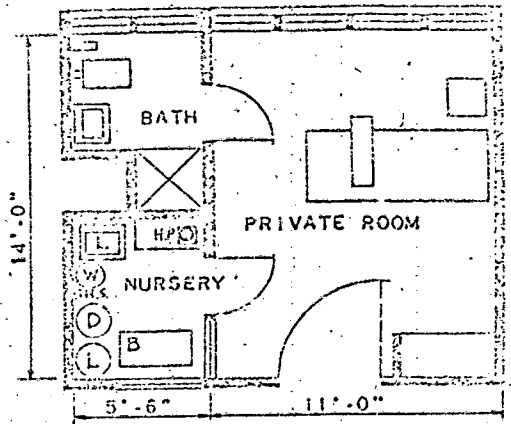 BATH
14'-0"
PRIVATE ROOM
L
H.P.
W
NURSERY
D
B
L
5'-6"
11'-0"